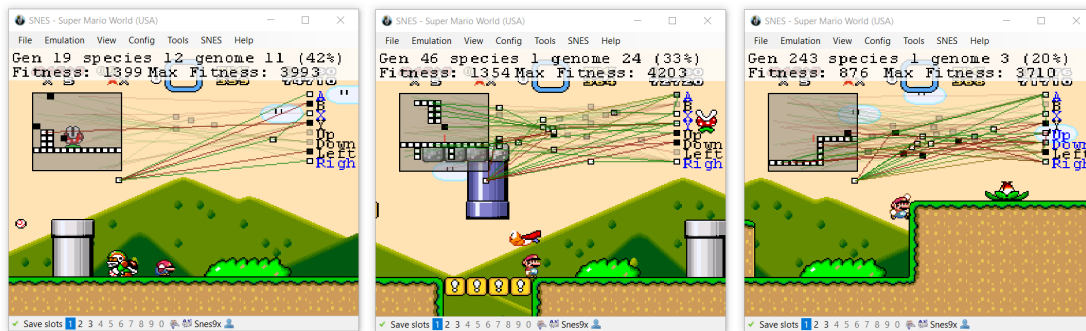 SNES - Super Mario World (USA)
File Emulation View Config Tools SNES Help
Gen 19 species 12 genome 11 (42%)
Fitness: 1399 Max Fitness: 3993
A
B
X
Y
Up
Down
Left
Righ
Save slots 1 2 3 4 5 6 7 8 9 0 Snes9x
SNES - Super Mario World (USA)
File Emulation View Config Tools SNES Help
Gen 46 species 1 genome 24 (33%)
Fitness: 1354 Max Fitness: 4203
A
B
X
Y
Up
Down
Left
Righ
Save slots 1 2 3 4 5 6 7 8 9 0 Snes9x
SNES - Super Mario World (USA)
File Emulation View Config Tools SNES Help
Gen 243 species 1 genome 3 (20%)
Fitness: 876 Max Fitness: 3710
A
B
X
Y
Up
Down
Left
Righ
Save slots 1 2 3 4 5 6 7 8 9 0 Snes9x